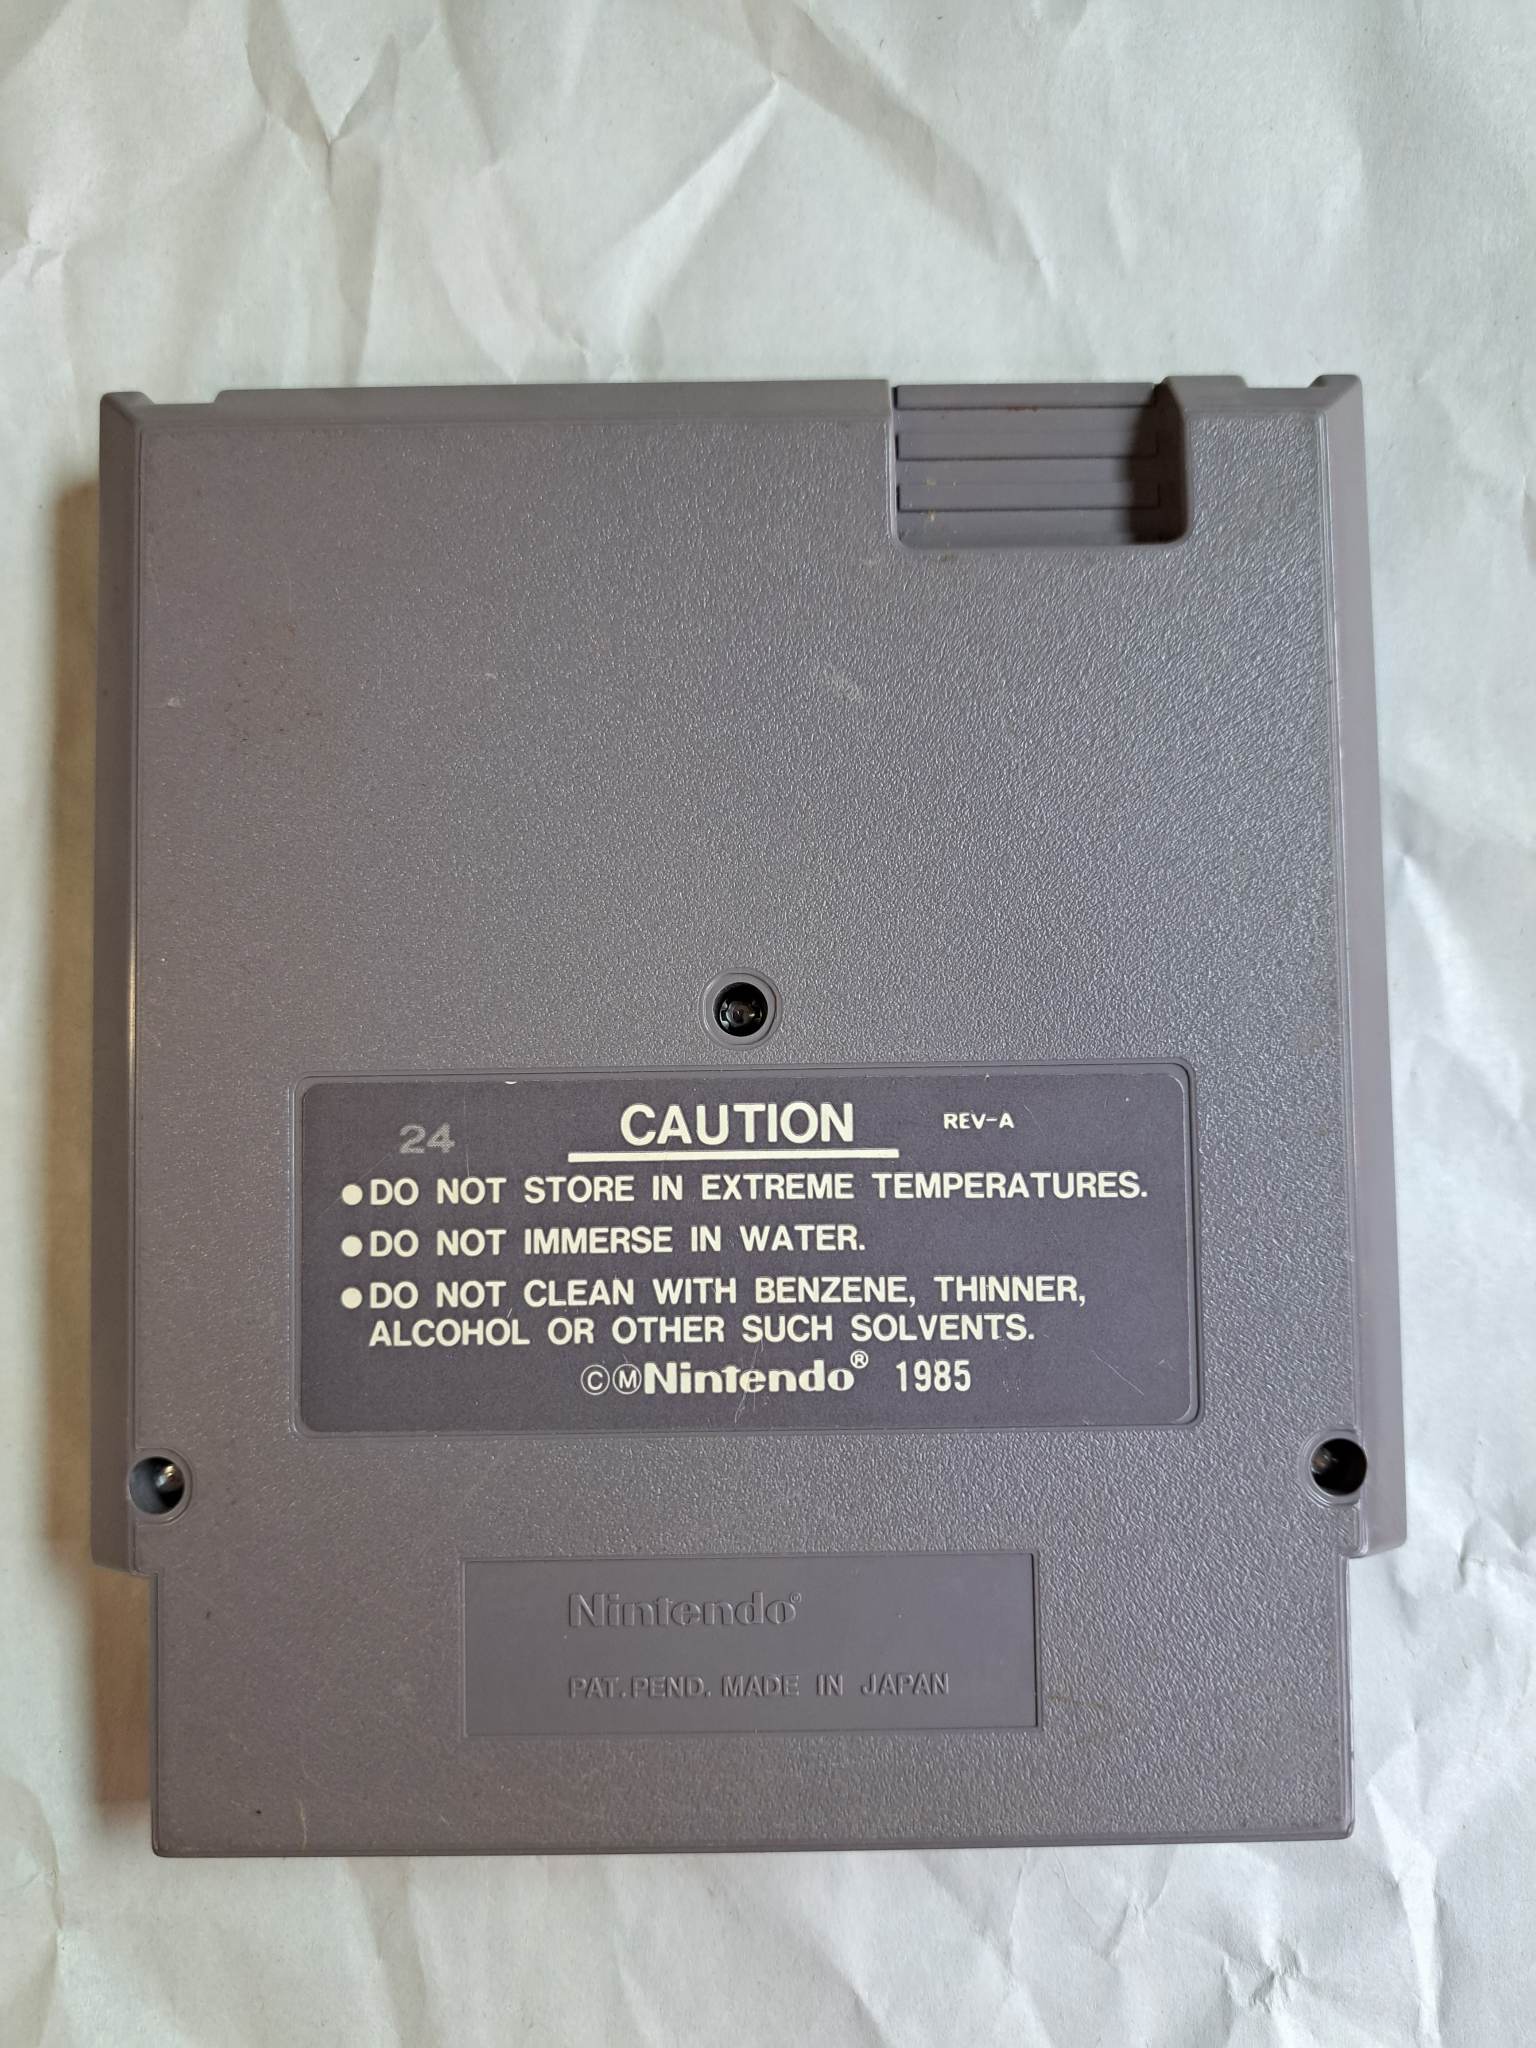 CAUTION REV-A
24
●DO NOT STORE IN EXTREME TEMPERATURES.
●DO NOT IMMERSE IN WATER.
●DO NOT CLEAN WITH BENZENE, THINNER,
ALCOHOL OR OTHER SUCH SOLVENTS.
©ⓂNintendo® 1985
Nintendo®
PAT. PEND. MADE IN JAPAN